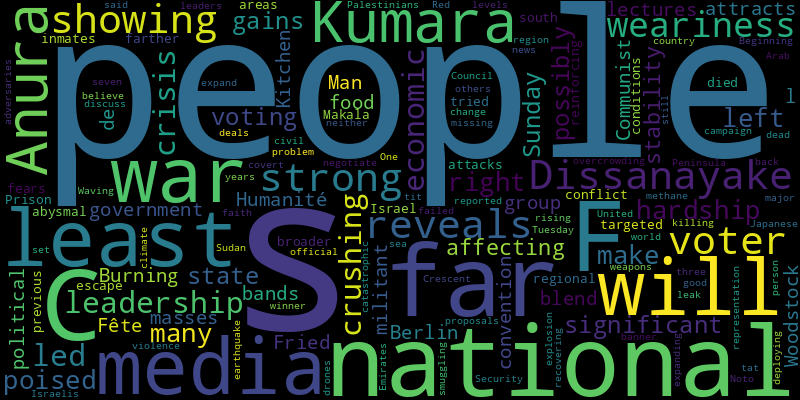 people
national
S
far
will
war
least
media
C
F
Kumara
Anura
strong
Dissanayake
reveals
voter
showing
weariness
leadership
crushing
right
hardship
left
make
significant
many
led
poised
state
crisis
economic
gains
voting
food
Man
Makala
Kitchen
Sunday
possibly
reinforcing
Communist
conditions
stability
lectures
attracts
areas
said
leaders
Palestinians
Red
levels
south
region
news
country
Beginning
Arab
inmates
farther
adversaries
seven
believe
discuss
expand
de
deals
neither
civil
problem
One
covert
negotiate
years
Council
others
tried
change
missing
died
l
campaign
dead
still
attacks
overcrowding
Peninsula
back
fears
Prison
Waving
abysmal
government
Humanité
faith
tit
failed
reported
group
conflict
methane
major
United
targeted
killing
Japanese
Israel
rising
Tuesday
world
affecting
set
climate
Sudan
broader
official
catastrophic
militant
sea
Crescent
convention
regional
weapons
three
good
leak
person
representation
Woodstock
political
previous
Burning
escape
bands
winner
masses
Fête
Fried
Berlin
proposals
blend
explosion
recovering
banger
expanding
Noto
tat
deploying
violence
earthquake
Israelis
drones
Emirates
smuggling
Security